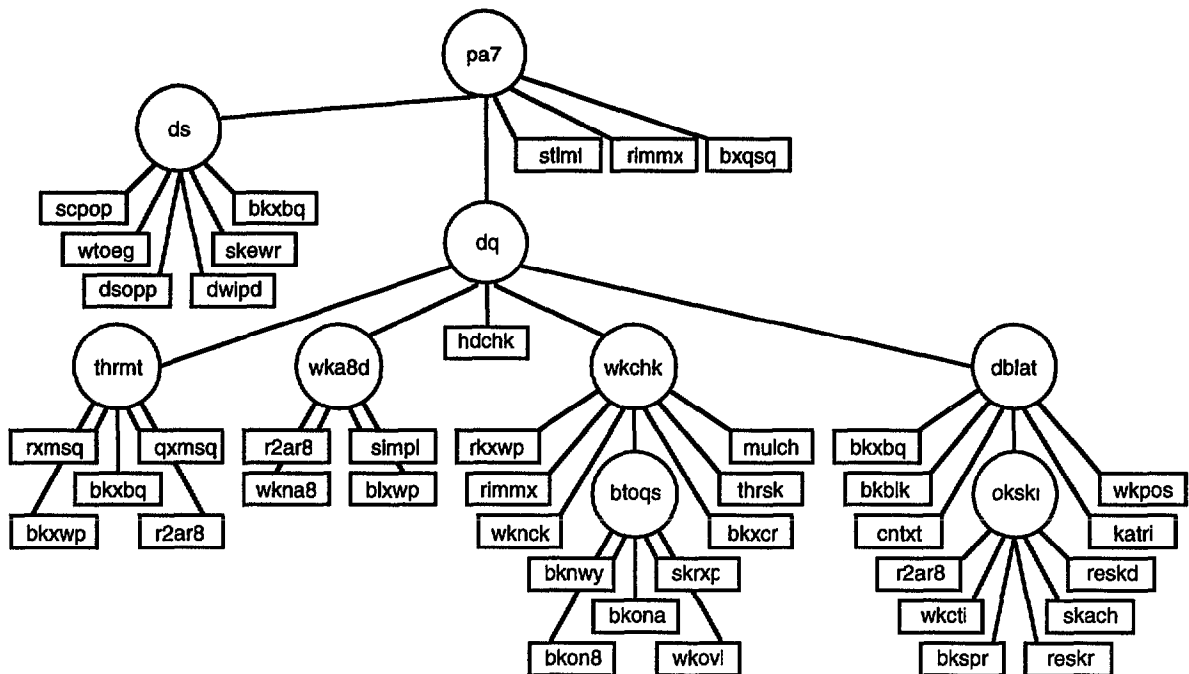 pa7
ds
stlml rimmx bxqsq
scpop bkxbq
wtoeg skewr
dsopp dwipd
dq
hdchk
thrmt wka8d wkchk dblat
rxmsq qxmsq r2ar8 simpl rkxwp mulch bkxbq
bkxbq wkna8 blxwp rimmx btoqs thrsk bkblk okskr wkpos
bkxwp r2ar8 wknck bkxcr cntxt katri
bknwy skrxp r2ar8 reskd
bkona wkcti skach
bkon8 wkovl bkspr reskr